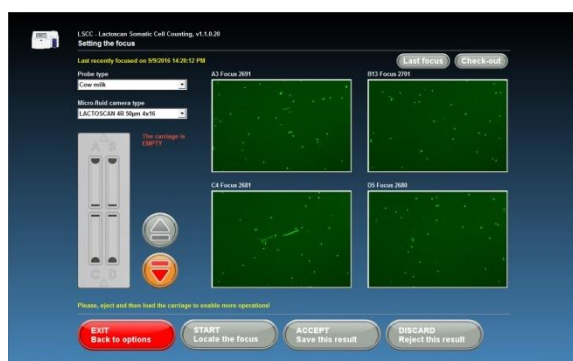 LSCC - Lactoscan Somatic Cell Counting, v1.1.0.20
Setting the focus
Last recently focused on 9/9/2016 14:20:12 PM
Last focus
Check-out
Probe type
Cow milk
Micro-fluid camera type
LACTOSCAN 4R 50μm 4x16
The carriage is
EMPTY
A B
C D
A3 Focus 2691
B13 Focus 2701
C4 Focus 2681
D5 Focus 2680
Please, eject and then load the carriage to enable more operations!
EXIT
Back to options
START
Locate the focus
ACCEPT
Save this result
DISCARD
Reject this result